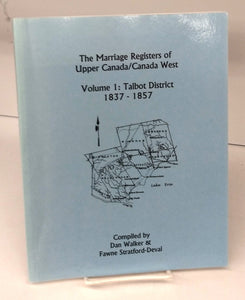 The Marriage Registers of
Upper Canada/Canada West
Volume 1: Talbot District
1837 - 1857
Lake Erie
Compiled by
Dan Walker &
Fawne Stratford-Deval